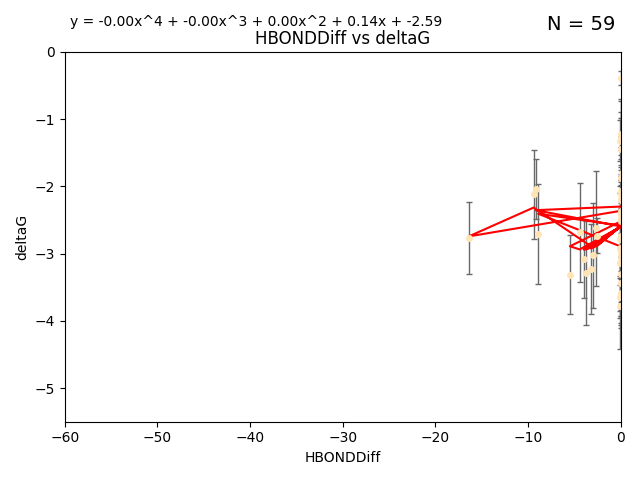 y = -0.00x^4 + -0.00x^3 + 0.00x^2 + 0.14x + -2.59
N = 59
HBONDDiff vs deltaG
deltaG
0
−1
−2
−3
−4
−5
−60
−50
−40
−30
−20
−10
0
HBONDDiff